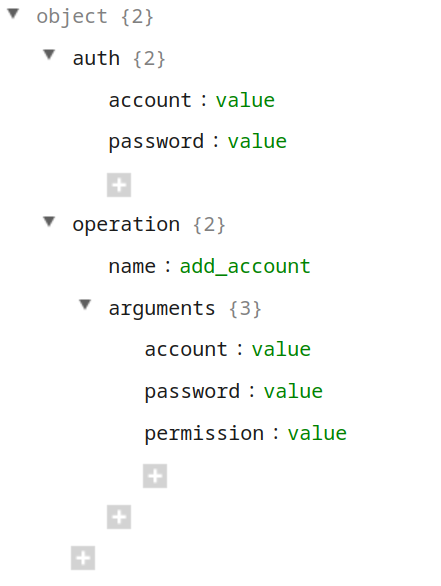 object {2}
auth {2}
account : value
password : value
operation {2}
name : add_account
arguments {3}
account : value
password : value
permission : value